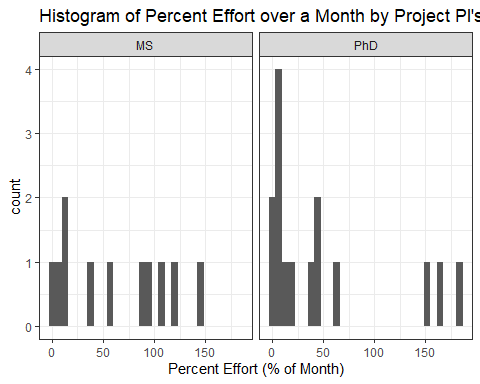 Histogram of Percent Effort over a Month by Project PI's
MS PhD
4
3
2
1
0
count
0 50 100 150 0 50 100 150
Percent Effort (% of Month)